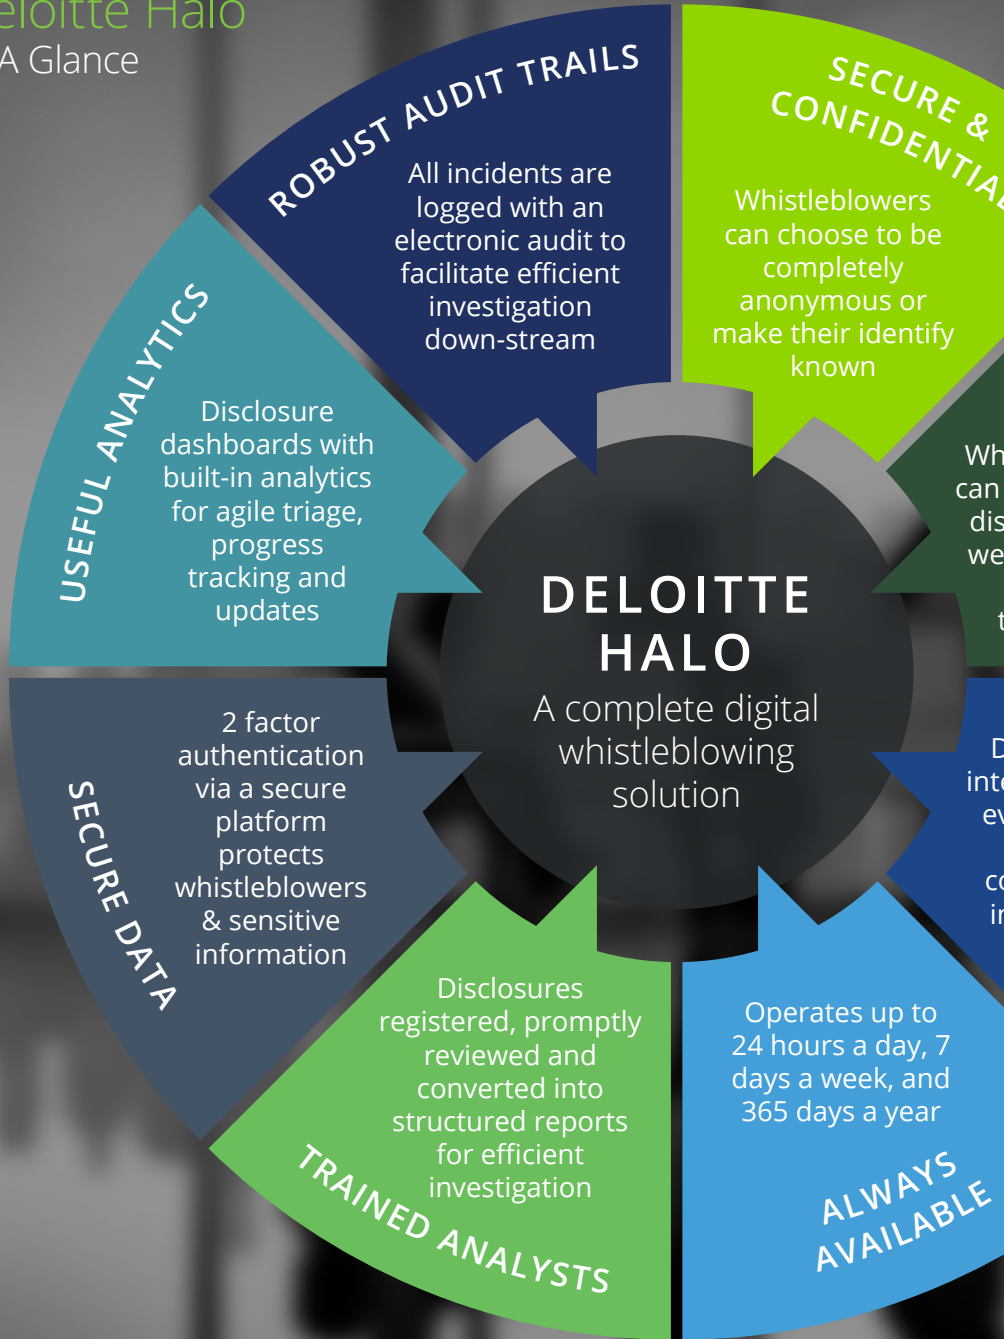 Halo
A Glance
ROBUST AUDIT TRAILS
All incidents are
logged with an
electronic audit to
facilitate efficient
investigation
down-stream
SECURE &
Whistleblowers
can choose to be
completely
anonymous or
make their identify
known
can
USEFUL ANALYTICS
Disclosure
dashboards with
built-in analytics
for agile triage,
progress
tracking and
updates
DELOITTE
HALO
A complete digital
whistleblowing
solution
SECURE DATA
2 factor
authentication
via a secure
platform
protects
whistleblowers
& sensitive
information
TRAINED ANALYSTS
Disclosures
registered, promptly
reviewed and
converted into
structured reports
for efficient
investigation
Operates up to
24 hours a day, 7
days a week, and
365 days a year
ALWAYS
AVAILABLE